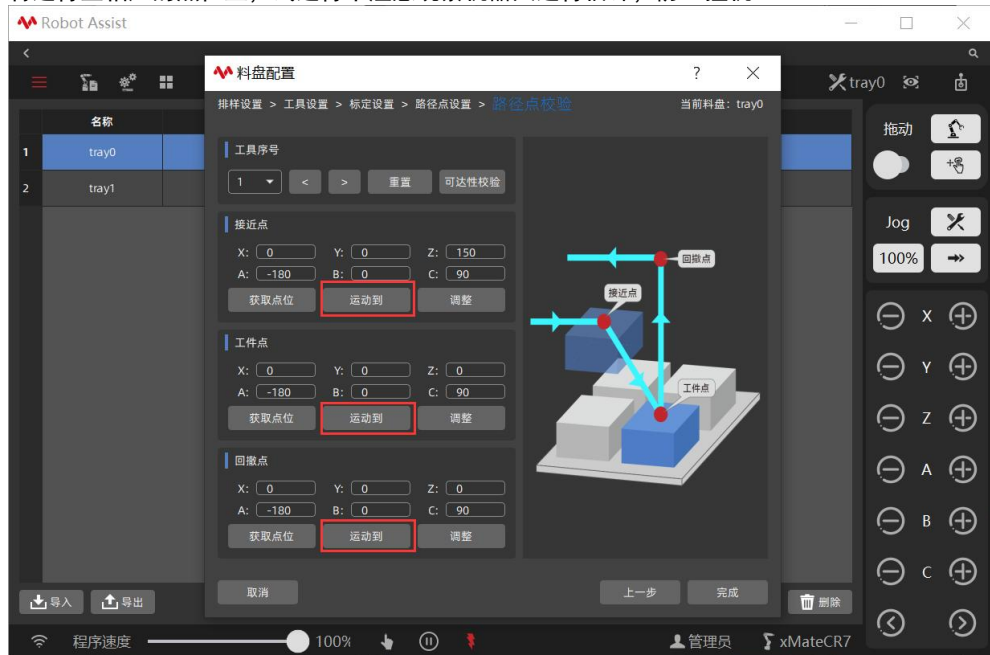 Robot Assist
料盘配置 ?
tray0
排样设置 > 工具设置 > 标定设置 > 路径点设置 > 路径点校验 当前料盘：tray0
名称
1 tray0
2 tray1
工具序号
1 < > 重置 可达性校验
接近点
X: 0 Y: 0 Z: 150
A: -180 B: 0 C: 90
获取点位 运动到 调整
工件点
X: 0 Y: 0 Z: 0
A: -180 B: 0 C: 90
获取点位 运动到 调整
回撤点
X: 0 Y: 0 Z: 0
A: -180 B: 0 C: 90
获取点位 运动到 调整
回撤点
接近点
工件点
取消 上一步 完成
拖动
Jog
100%
X
Y
Z
A
B
C
导入 导出 删除
程序速度 100% 管理员 xMateCR7